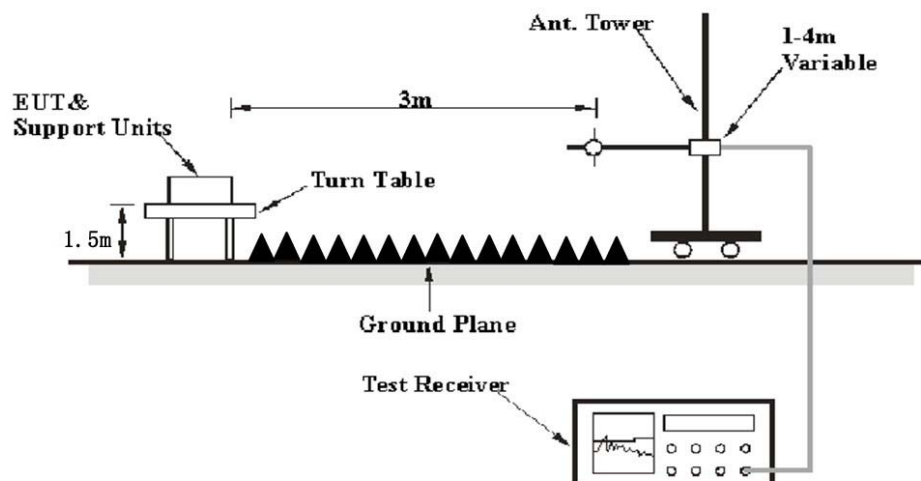 Ant. Tower
1-4m
Variable
EUT&
Support Units
3m
Turn Table
1.5m
Ground Plane
Test Receiver